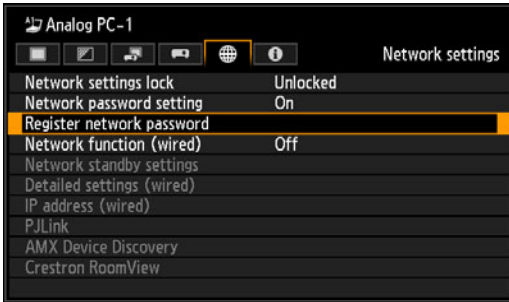 Analog PC-1
Network settings
Network settings lock Unlocked
Network password setting On
Register network password
Network function (wired) Off
Network standby settings
Detailed settings (wired)
IP address (wired)
PJLink
AMX Device Discovery
Crestron RoomView